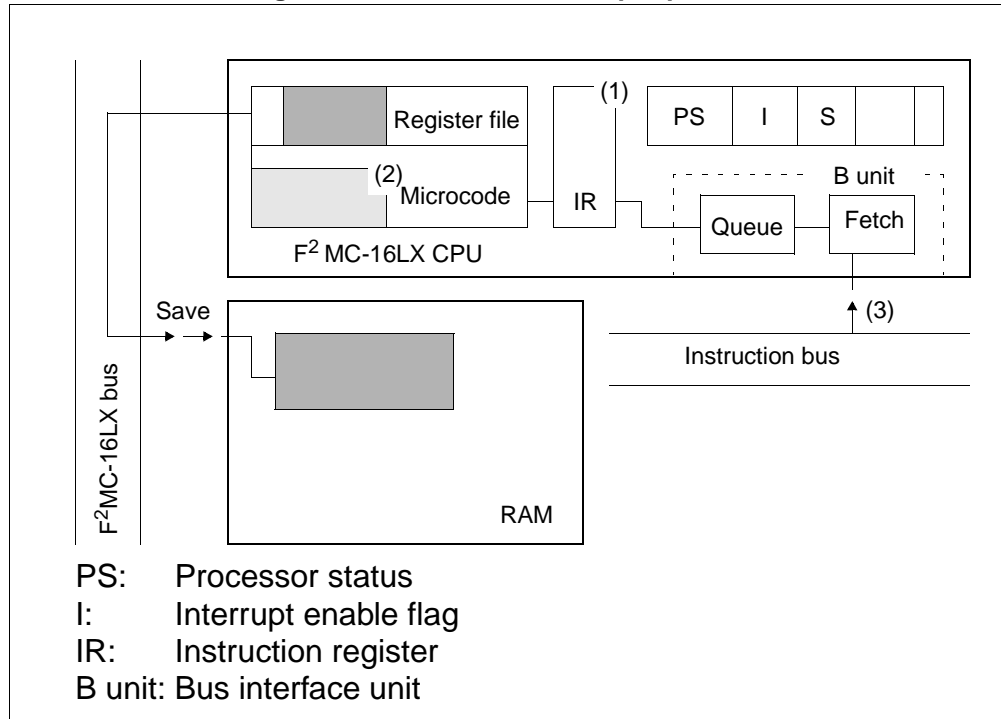 (1)
Register file
PS I S
(2)
Microcode
IR
B unit
Queue
Fetch
F2 MC-16LX CPU
Save
(3)
Instruction bus
F2MC-16LX bus
RAM
PS: Processor status
I: Interrupt enable flag
IR: Instruction register
B unit: Bus interface unit